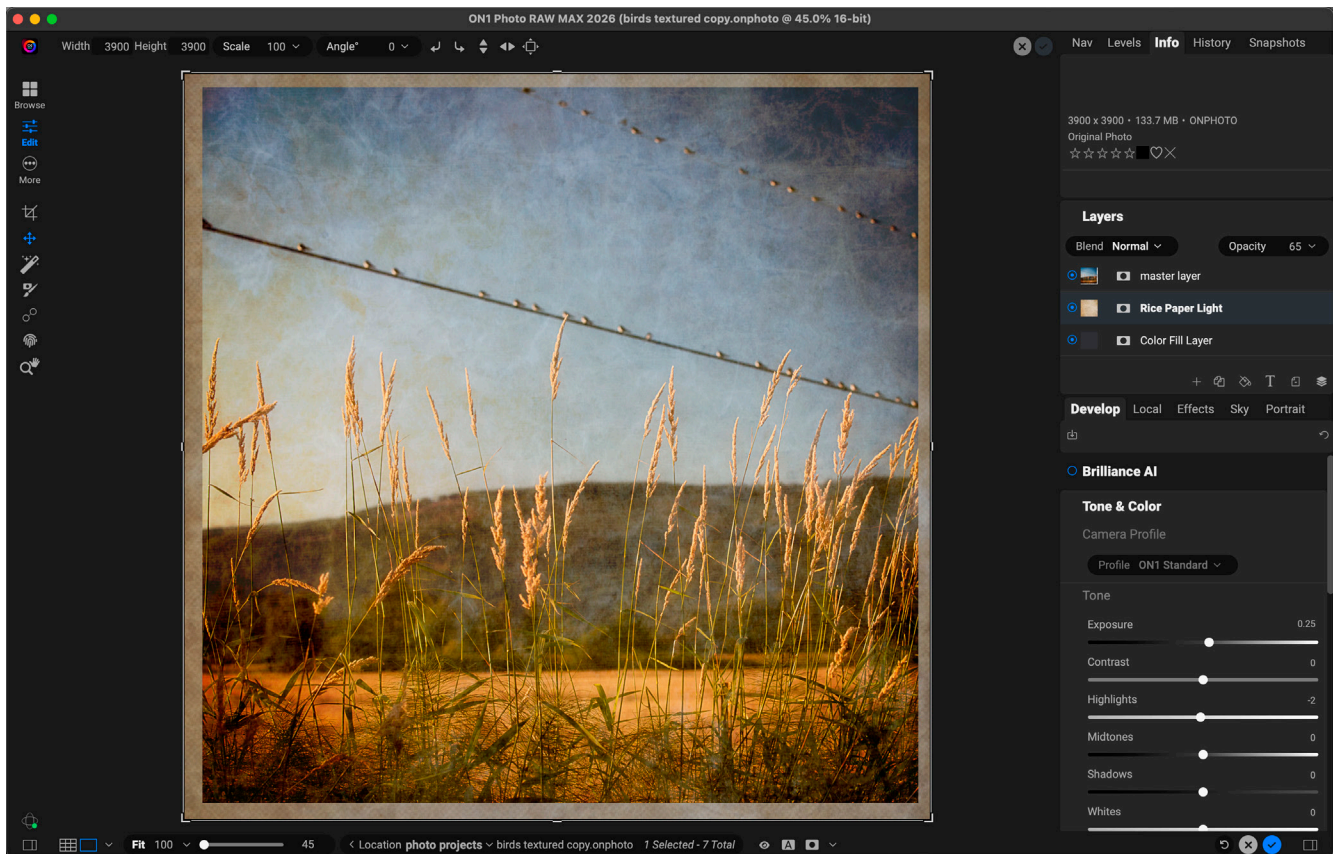 ON1 Photo RAW MAX 2026 (birds textured copy.onphoto @ 45.0% 16-bit)
Width 3900 Height 3900 Scale 100 Angle° 0
Nav Levels Info History Snapshots
Browse
Edit
More
3900 x 3900 • 133.7 MB • ONPHOTO
Original Photo
Layers
Blend Normal Opacity 65
master layer
Rice Paper Light
Color Fill Layer
T
Develop Local Effects Sky Portrait
Brilliance AI
Tone & Color
Camera Profile
Profile ON1 Standard
Tone
Exposure 0.25
Contrast 0
Highlights -2
Midtones 0
Shadows 0
Whites 0
Fit 100 45 Location photo projects birds textured copy.onphoto 1 Selected - 7 Total A